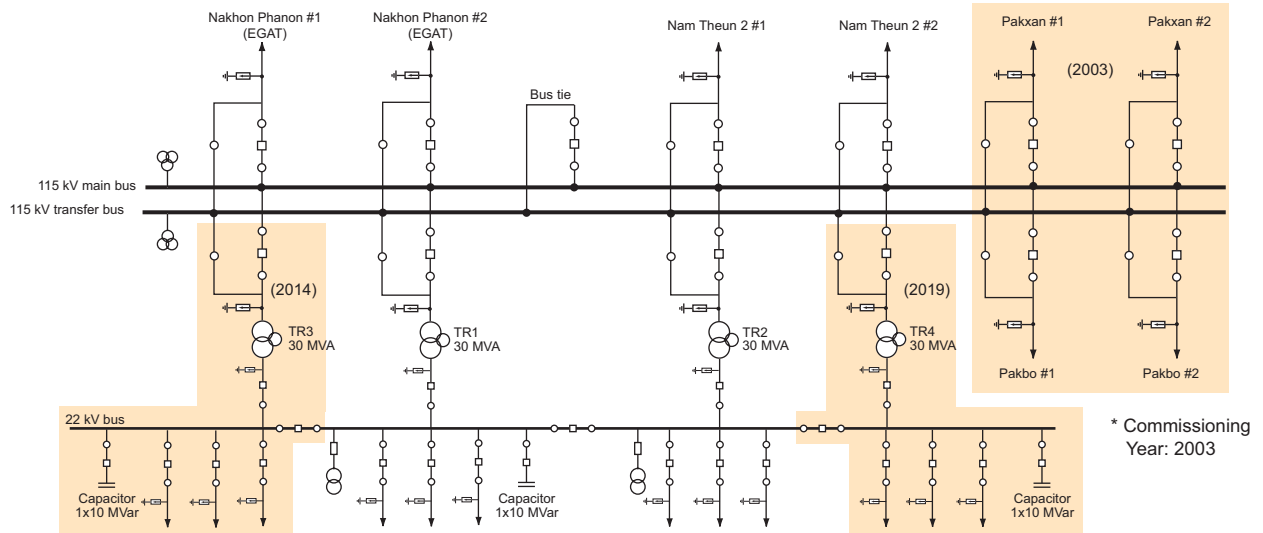 Nakhon Phanon #1
(EGAT)
Nakhon Phanon #2
(EGAT)
Nam Theun 2 #1
Nam Theun 2 #2
Pakxan #1
Pakxan #2
(2003)
Bus tie
115 kV main bus
115 kV transfer bus
(2014)
(2019)
TR3
30 MVA
TR1
30 MVA
TR2
30 MVA
TR4
30 MVA
Pakbo #1
Pakbo #2
22 kV bus
* Commissioning
Year: 2003
Capacitor
1x10 MVar
Capacitor
1x10 MVar
Capacitor
1x10 MVar